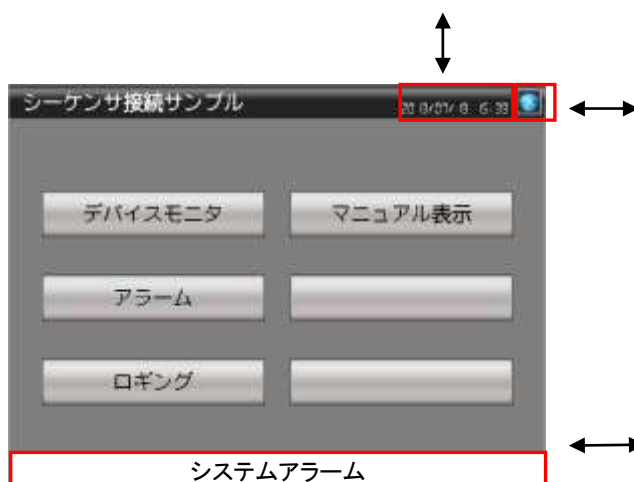 シーケンサ接続サンプル
デバイスモニタ
マニュアル表示
アラーム
ロギング
システムアラーム